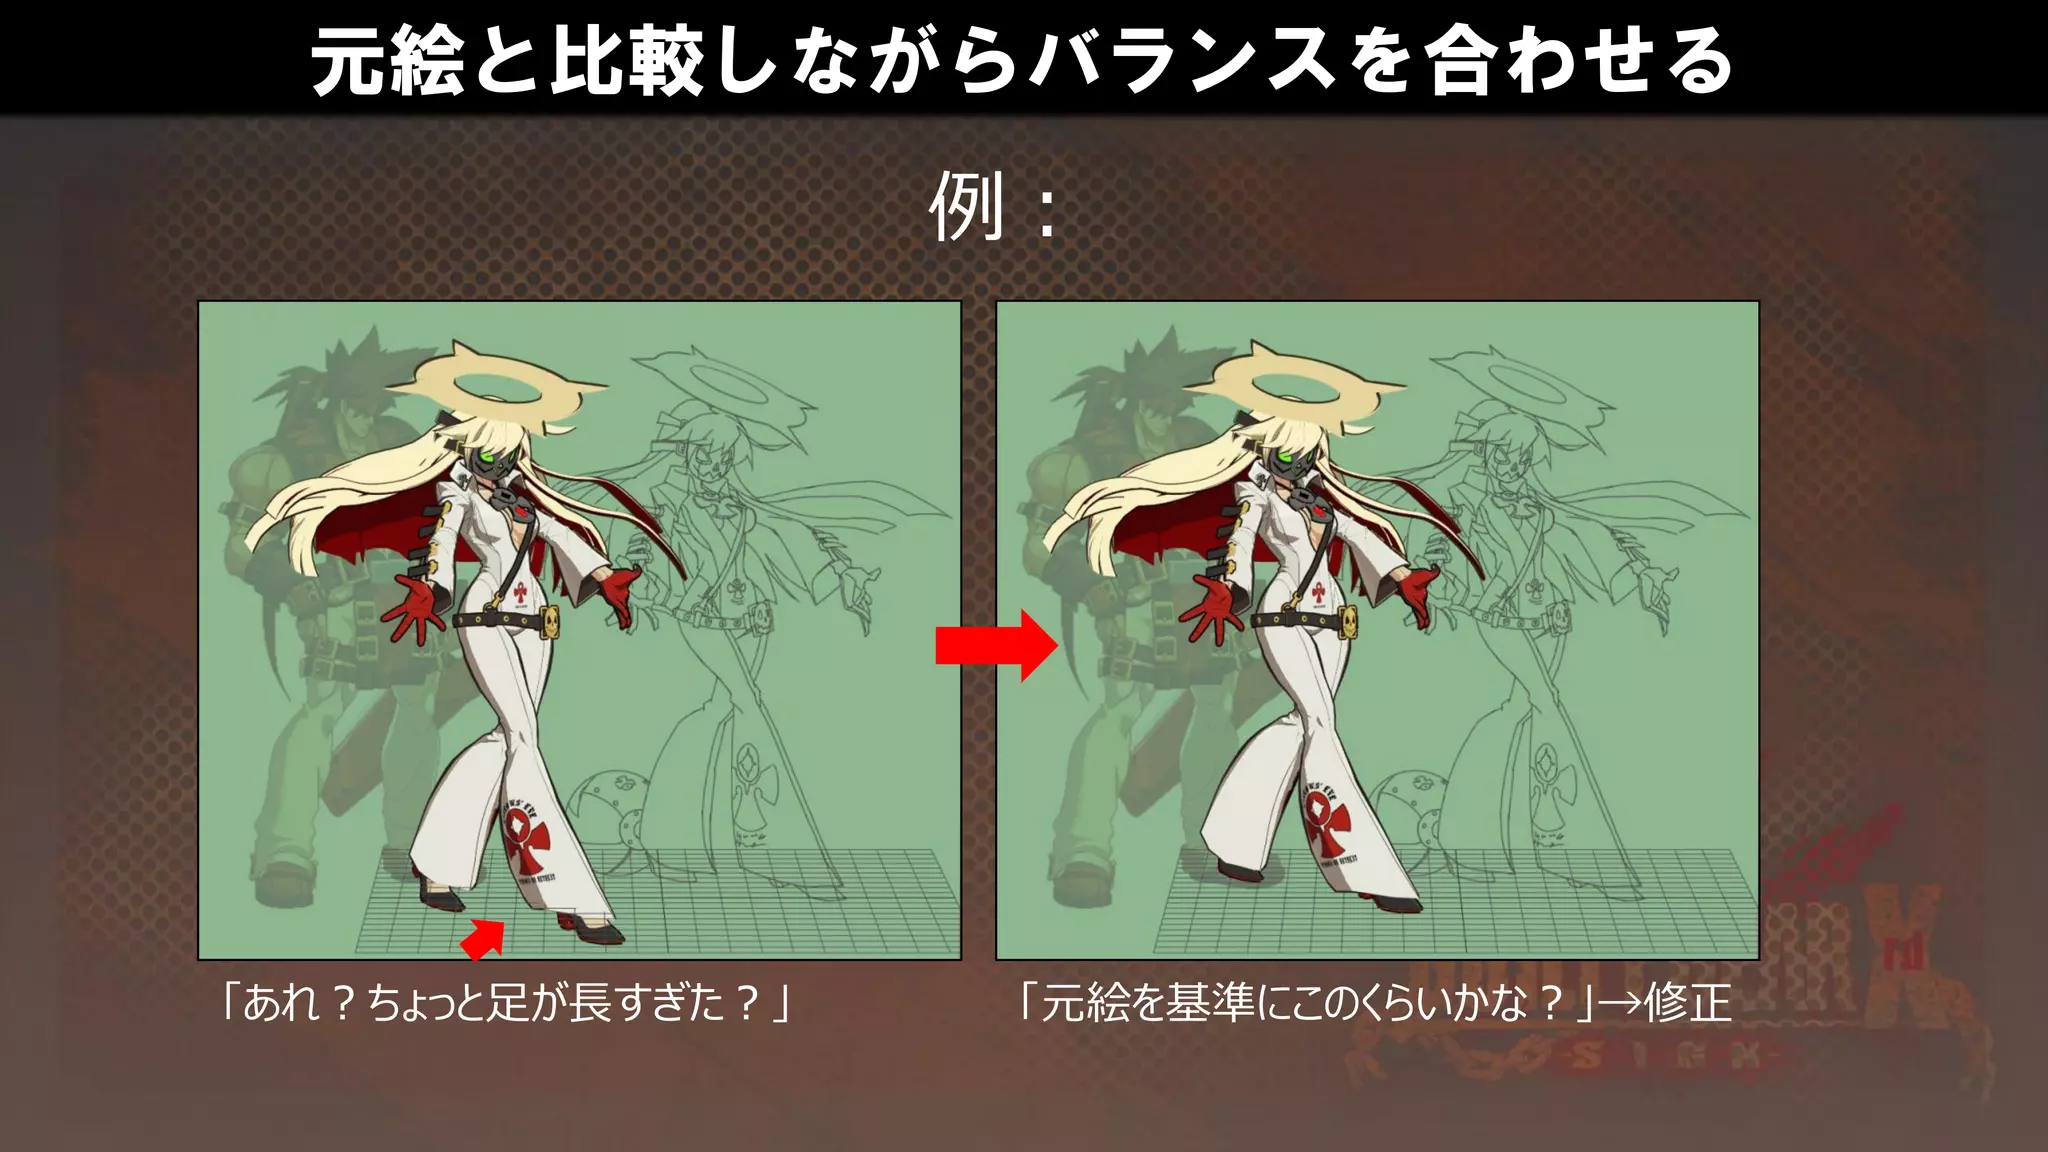 元絵と比較しながらバランスを合わせる
例：
「あれ？ちょっと足が長すぎた？」
「元絵を基準にこのくらいかな？」→修正
Xrd
-SIGN-